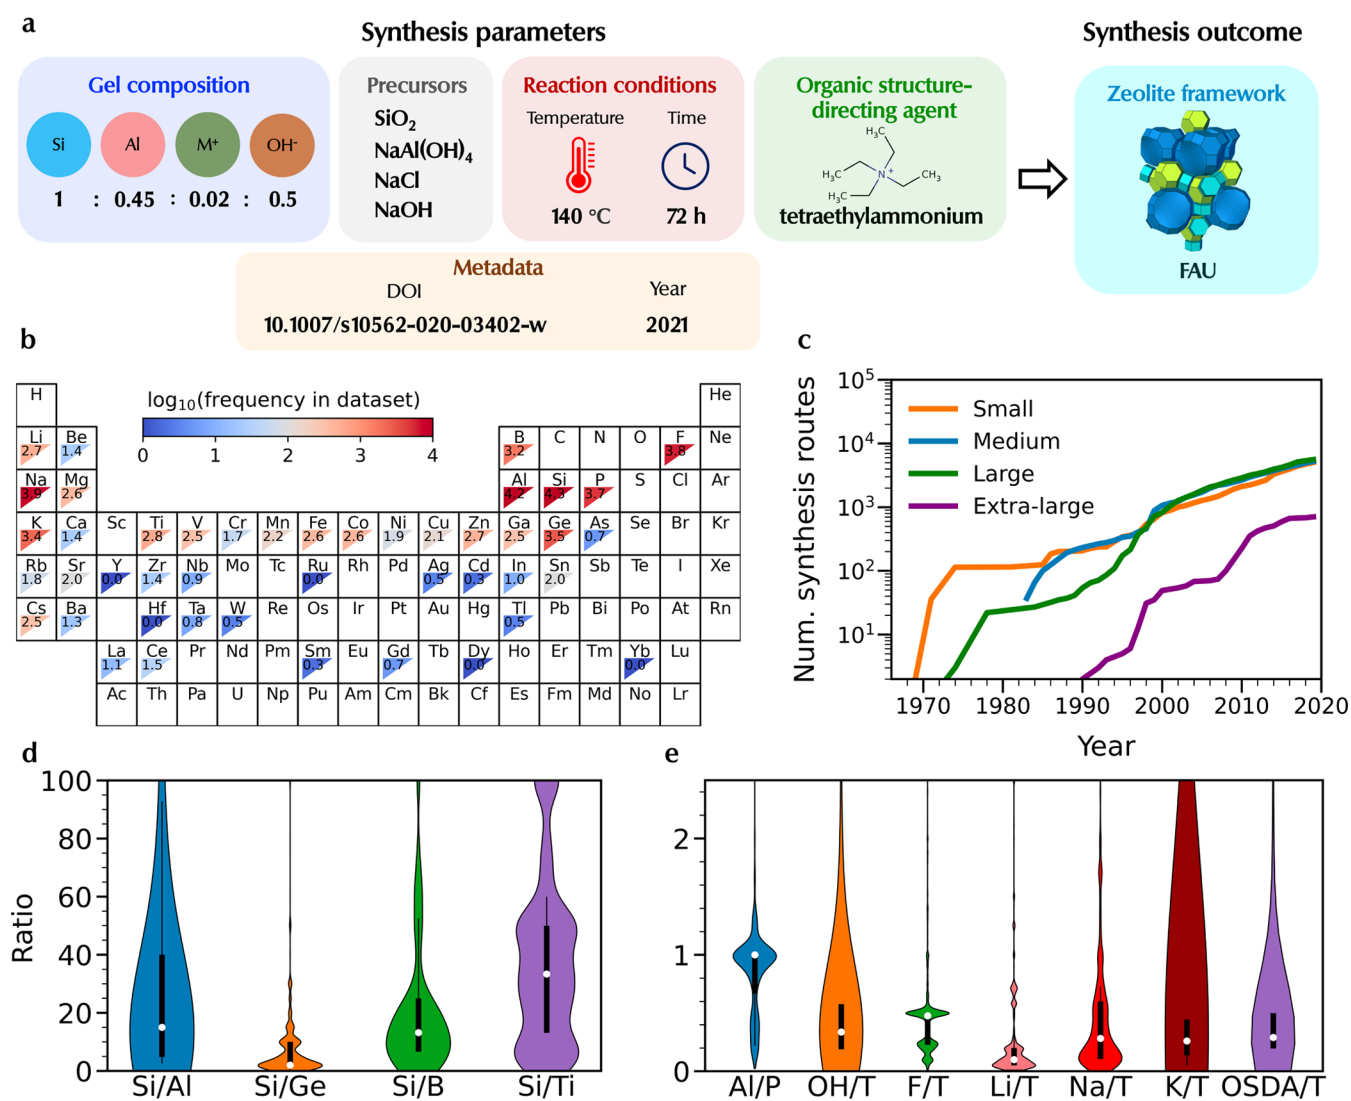 a
Synthesis parameters
Synthesis outcome
Gel composition
Si
Al
M+
OH-
1 : 0.45 : 0.02 : 0.5
Precursors
SiO2
NaAl(OH)4
NaCl
NaOH
Reaction conditions
Temperature
Time
140 °C
72 h
Organic structure-
directing agent
H3C
CH3
N+
H3C
CH3
tetraethylammonium
Zeolite framework
FAU
Metadata
DOI
Year
10.1007/s10562-020-03402-w
2021
b
log10(frequency in dataset)
0 1 2 3 4
H He
Li Be B C N O F Ne
2.7 1.4 3.2 3.8
Na Mg Al Si P S Cl Ar
3.9 2.6 4.2 4.3 3.7
K Ca Sc Ti V Cr Mn Fe Co Ni Cu Zn Ga Ge As Se Br Kr
3.4 1.4 2.8 2.5 1.7 2.2 2.6 2.6 1.9 2.1 2.7 2.5 3.5 0.7
Rb Sr Y Zr Nb Mo Tc Ru Rh Pd Ag Cd In Sn Sb Te I Xe
1.8 2.0 0.0 1.4 0.9 0.0 0.5 0.3 1.0 2.0
Cs Ba Hf Ta W Re Os Ir Pt Au Hg Tl Pb Bi Po At Rn
2.5 1.3 0.0 0.8 0.5 0.5
La Ce Pr Nd Pm Sm Eu Gd Tb Dy Ho Er Tm Yb Lu
1.1 1.5 0.3 0.7 0.0 0.0
Ac Th Pa U Np Pu Am Cm Bk Cf Es Fm Md No Lr
c
Num. synthesis routes
10^5
10^4
10^3
10^2
10^1
Small
Medium
Large
Extra-large
1970 1980 1990 2000 2010 2020
Year
d
Ratio
100
80
60
40
20
0
Si/Al Si/Ge Si/B Si/Ti
e
2
1
0
Al/P OH/T F/T Li/T Na/T K/T OSDA/T